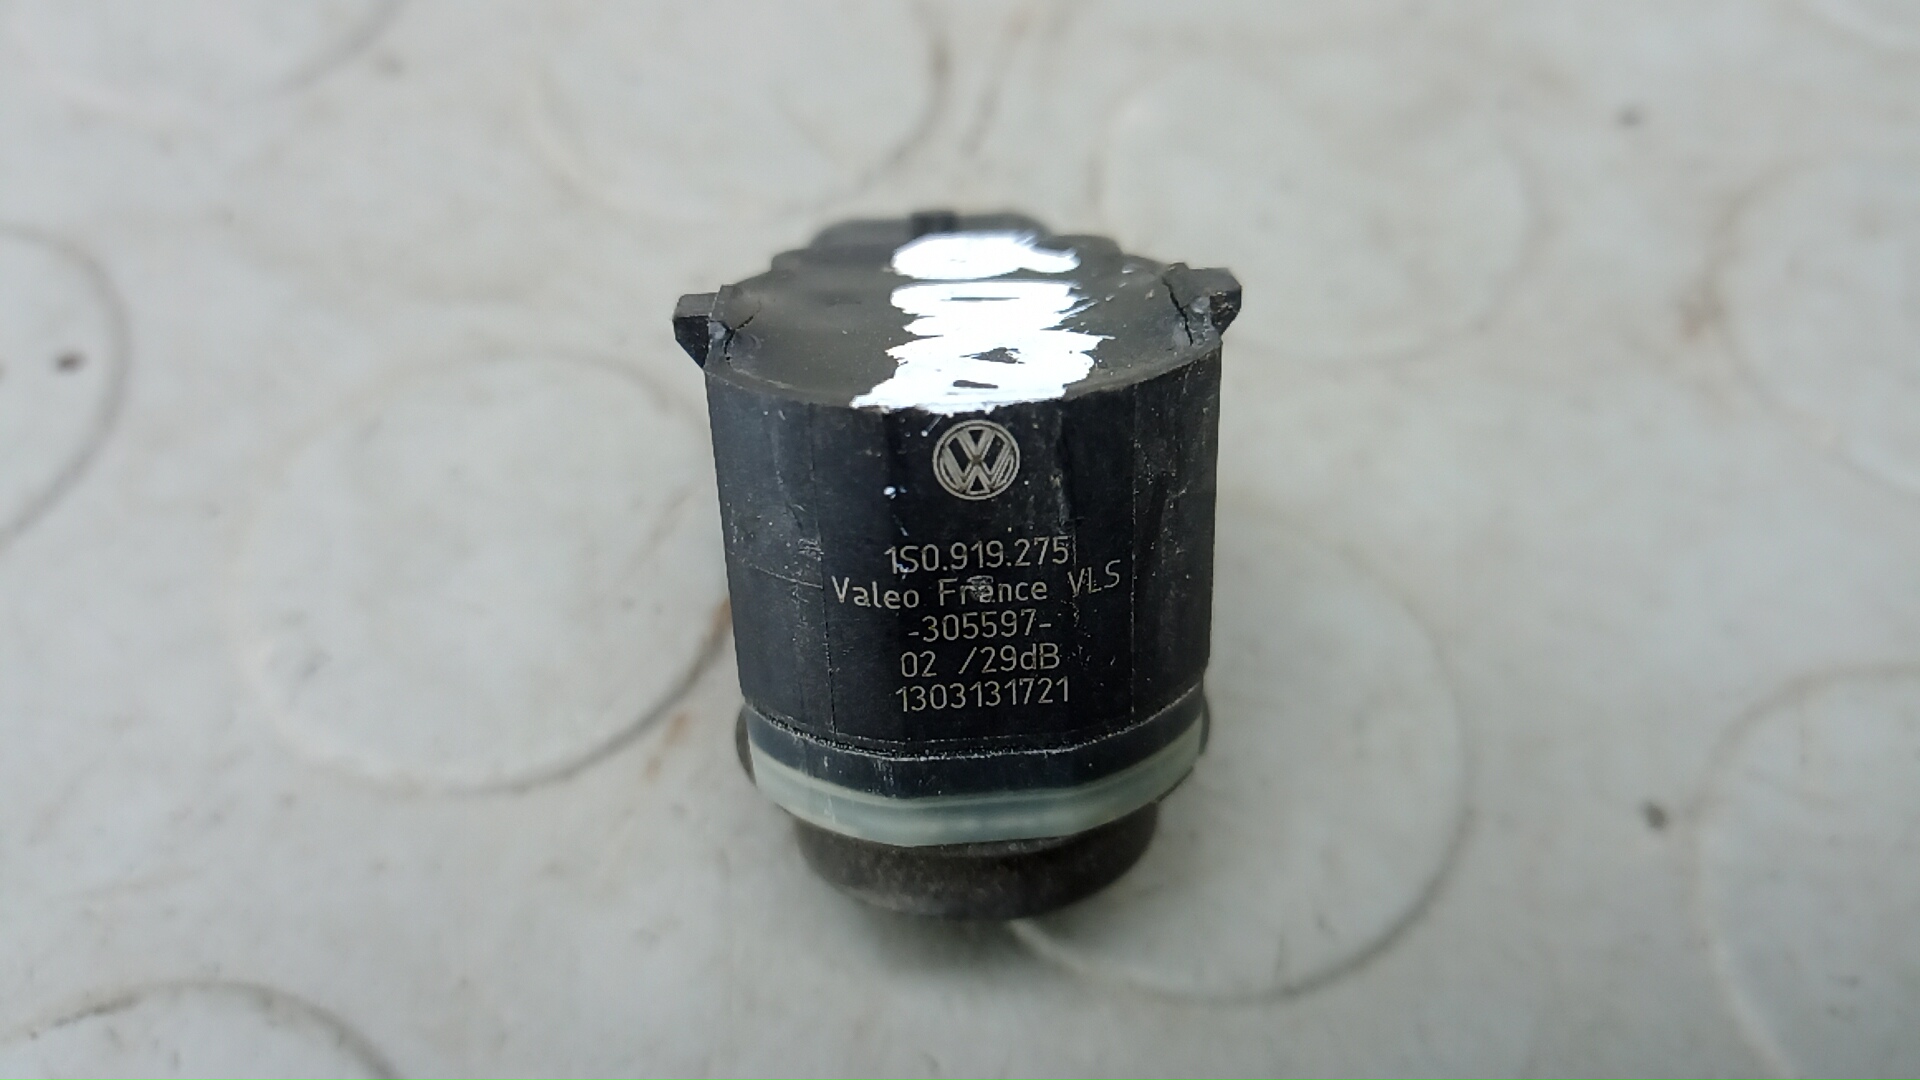 1S0.919.275
Valeo France VLS
-305597-
02 /29dB
1303131721